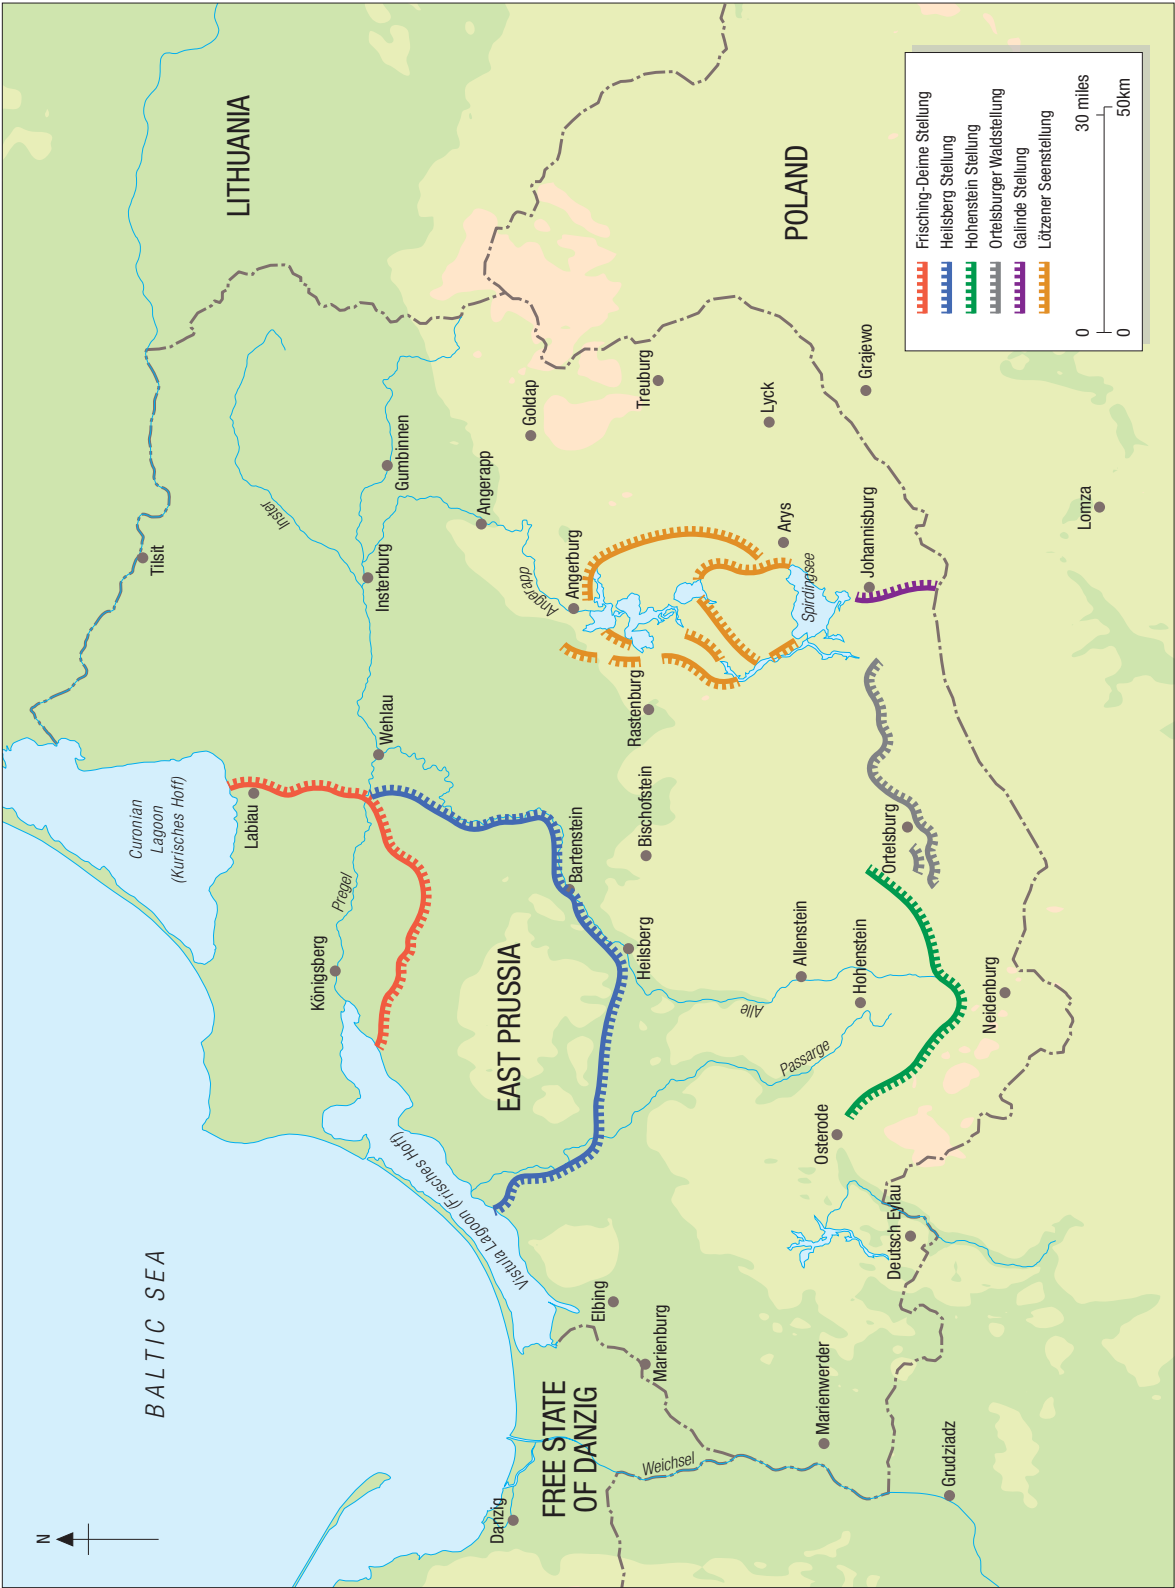 N
BALTIC SEA
Curonian
Lagoon
(Kurisches Hoff)
Vistula Lagoon (Frisches Hoff)
LITHUANIA
POLAND
EAST PRUSSIA
FREE STATE
OF DANZIG
Tilsit
Inster
Labiau
Pregel
Königsberg
Wehlau
Insterburg
Gumbinnen
Angerapp
Goldap
Angerapp
Angerburg
Treuburg
Lyck
Grajewo
Arys
Spirdingsee
Johannisburg
Lomza
Rastenburg
Bartenstein
Bischofstein
Heilsberg
Ortelsburg
Allenstein
Hohenstein
Alle
Passarge
Neidenburg
Osterode
Deutsch Eylau
Elbing
Marienburg
Marienwerder
Weichsel
Danzig
Grudziadz
Frisching-Deime Stellung
Heilsberg Stellung
Hohenstein Stellung
Ortelsburger Waldstellung
Galinde Stellung
Lötzener Seenstellung
0 30 miles
0 50km